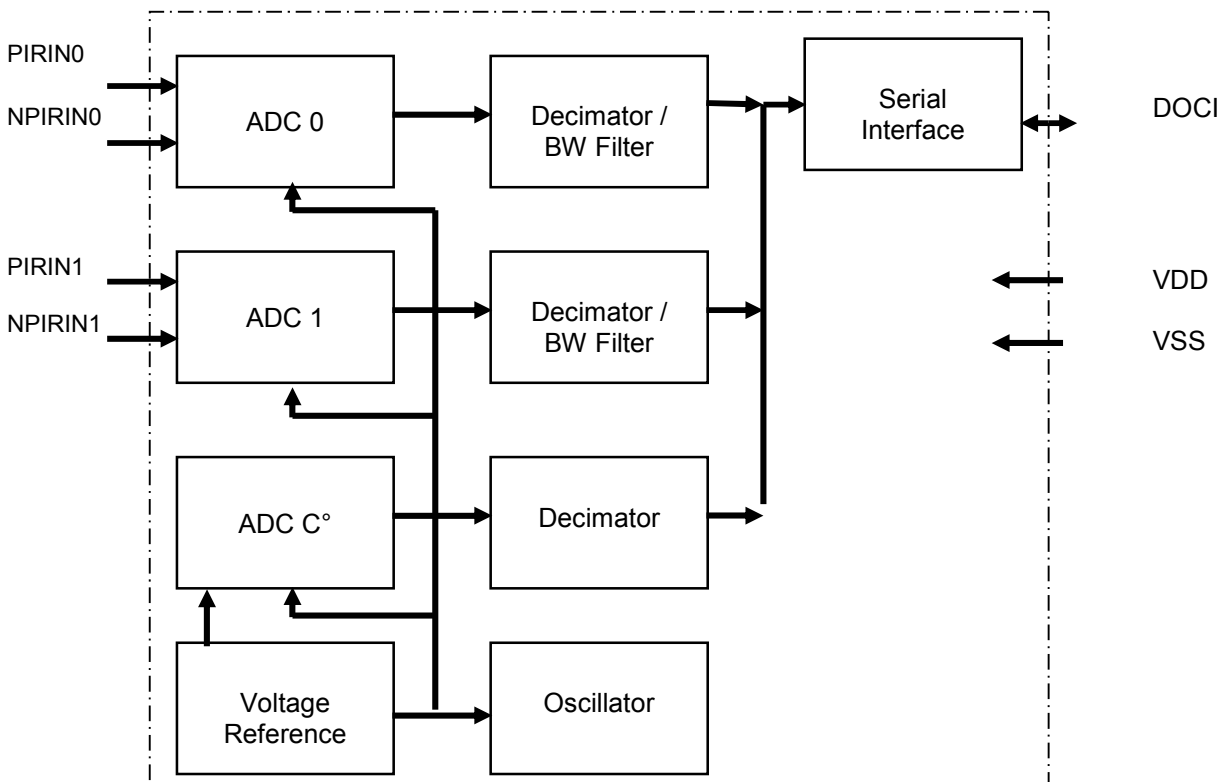 PIRIN0
NPIRIN0
ADC 0
Decimator /
BW Filter
Serial
Interface
DOCI
PIRIN1
NPIRIN1
ADC 1
Decimator /
BW Filter
VDD
VSS
ADC C°
Decimator
Voltage
Reference
Oscillator